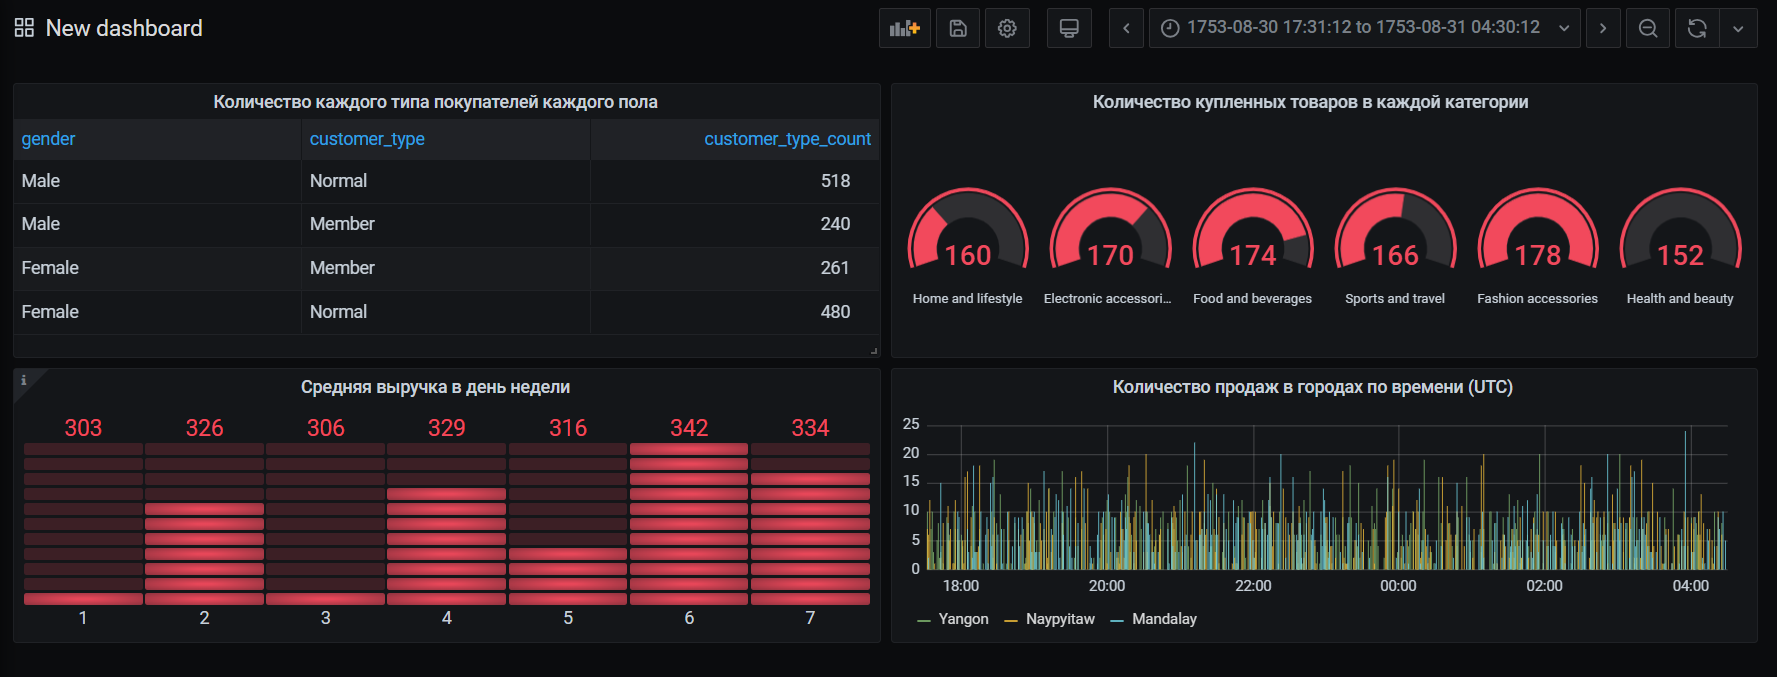 New dashboard
1753-08-30 17:31:12 to 1753-08-31 04:30:12
Количество каждого типа покупателей каждого пола
gender customer_type customer_type_count
Male Normal 518
Male Member 240
Female Member 261
Female Normal 480
Количество купленных товаров в каждой категории
160 170 174 166 178 152
Home and lifestyle Electronic accessori... Food and beverages Sports and travel Fashion accessories Health and beauty
i
Средняя выручка в день недели
303 326 306 329 316 342 334
1 2 3 4 5 6 7
Количество продаж в городах по времени (UTC)
25
20
15
10
5
0
18:00 20:00 22:00 00:00 02:00 04:00
Yangon Naypyitaw Mandalay